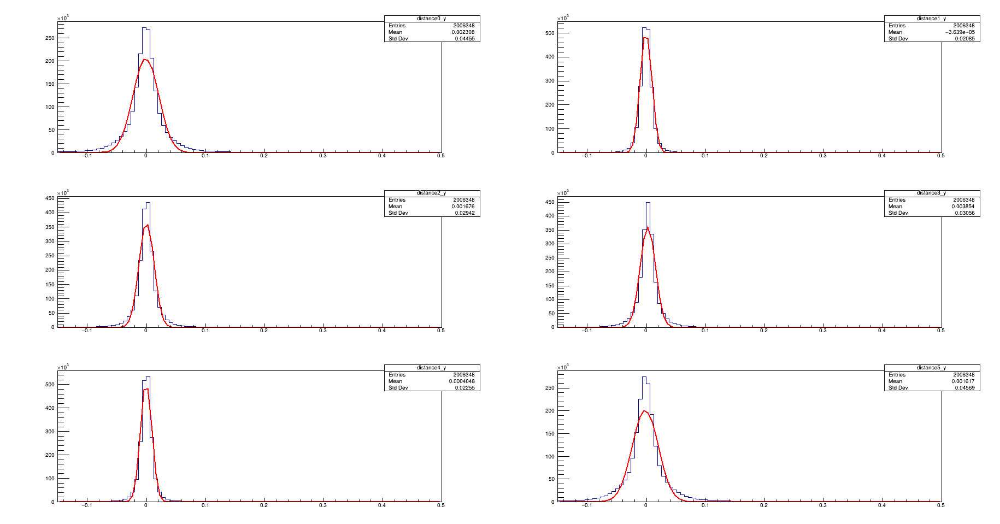 ×10³
distance0_y
Entries 2006348
Mean 0.002308
Std Dev 0.04455
250
200
150
100
50
0
−0.1 0 0.1 0.2 0.3 0.4 0.5
×10³
distance1_y
Entries 2006348
Mean −3.639e−05
Std Dev 0.02085
500
400
300
200
100
0
−0.1 0 0.1 0.2 0.3 0.4 0.5
×10³
distance2_y
Entries 2006348
Mean 0.001676
Std Dev 0.02942
450
400
350
300
250
200
150
100
50
0
−0.1 0 0.1 0.2 0.3 0.4 0.5
×10³
distance3_y
Entries 2006348
Mean 0.003854
Std Dev 0.03056
450
400
350
300
250
200
150
100
50
0
−0.1 0 0.1 0.2 0.3 0.4 0.5
×10³
distance4_y
Entries 2006348
Mean 0.0004048
Std Dev 0.02255
500
400
300
200
100
0
−0.1 0 0.1 0.2 0.3 0.4 0.5
×10³
distance5_y
Entries 2006348
Mean 0.001617
Std Dev 0.04569
250
200
150
100
50
0
−0.1 0 0.1 0.2 0.3 0.4 0.5